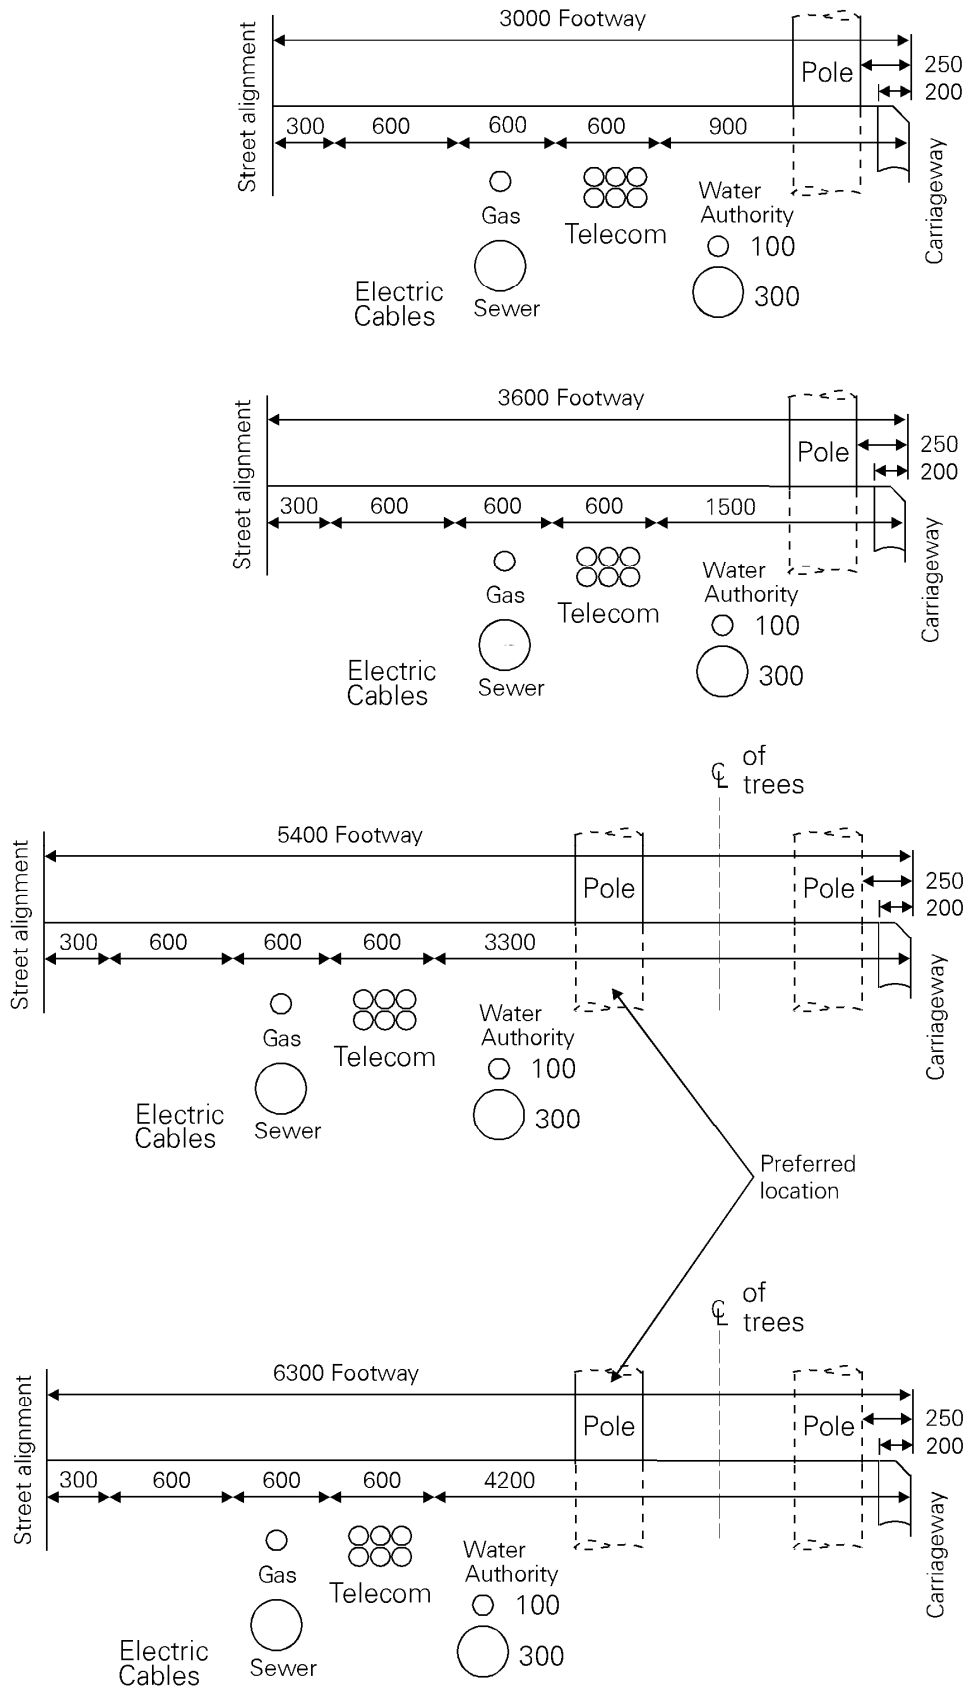 3000 Footway
Street alignment
Pole
250
200
300 600 600 600 900
Carriageway
Gas
Telecom
Water
Authority
100
300
Electric
Cables
Sewer
3600 Footway
Street alignment
Pole
250
200
300 600 600 600 1500
Carriageway
Gas
Telecom
Water
Authority
100
300
Electric
Cables
Sewer
℄ of
trees
5400 Footway
Street alignment
Pole
Pole
250
200
300 600 600 600 3300
Carriageway
Gas
Telecom
Water
Authority
100
300
Electric
Cables
Sewer
Preferred
location
℄ of
trees
6300 Footway
Street alignment
Pole
Pole
250
200
300 600 600 600 4200
Carriageway
Gas
Telecom
Water
Authority
100
300
Electric
Cables
Sewer